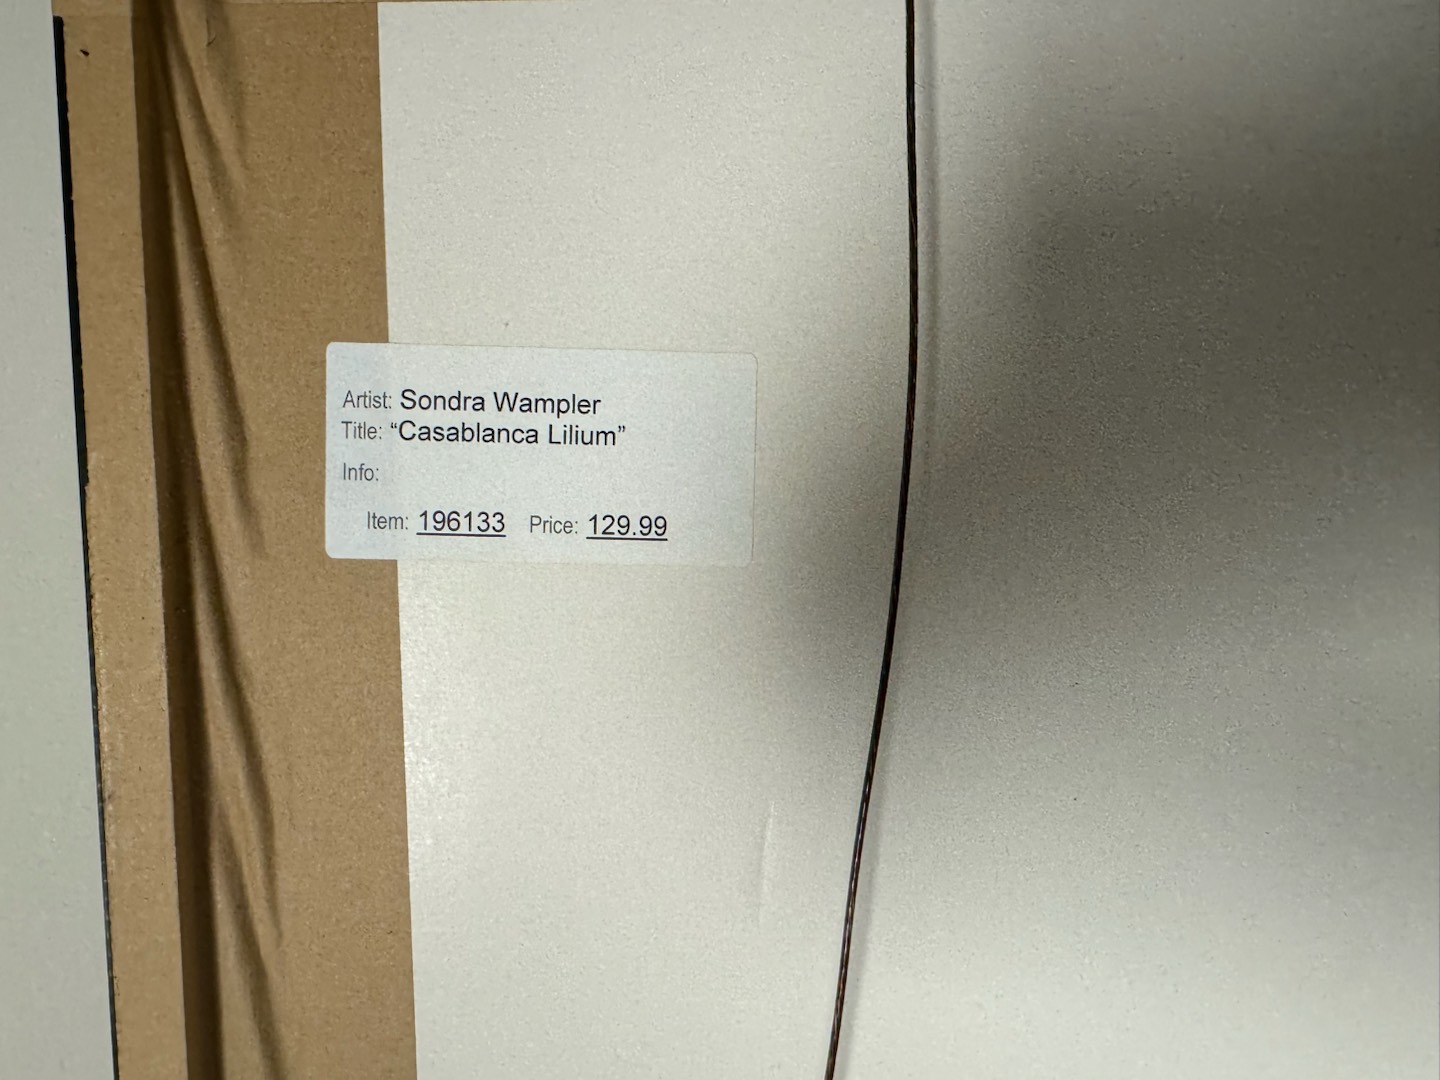 Artist: Sondra Wampler
Title: “Casablanca Lilium”
Info:
Item: 196133 Price: 129.99